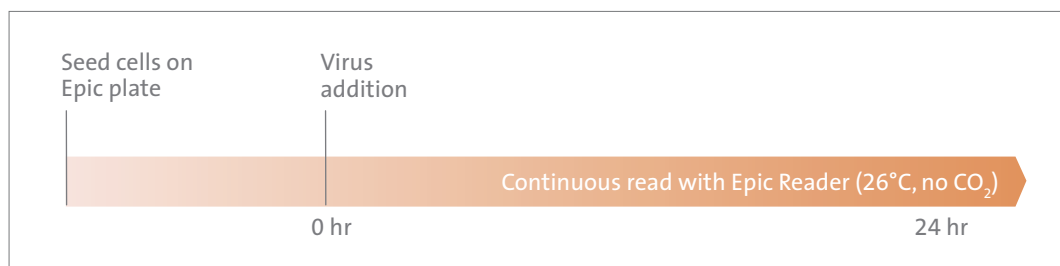 Seed cells on
Epic plate
Virus
addition
Continuous read with Epic Reader (26°C, no CO₂)
0 hr
24 hr